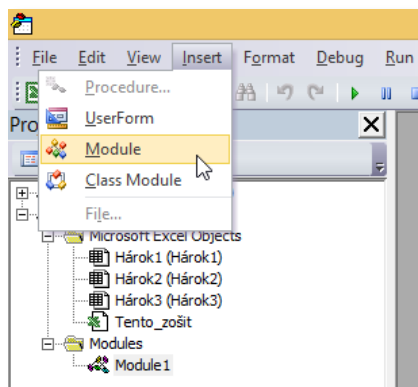 File Edit View Insert Format Debug Run
Procedure...
Pro
UserForm
Module
Class Module
File...
Microsoft Excel Objects
Hárok1 (Hárok1)
Hárok2 (Hárok2)
Hárok3 (Hárok3)
Tento_zošit
Modules
Module1